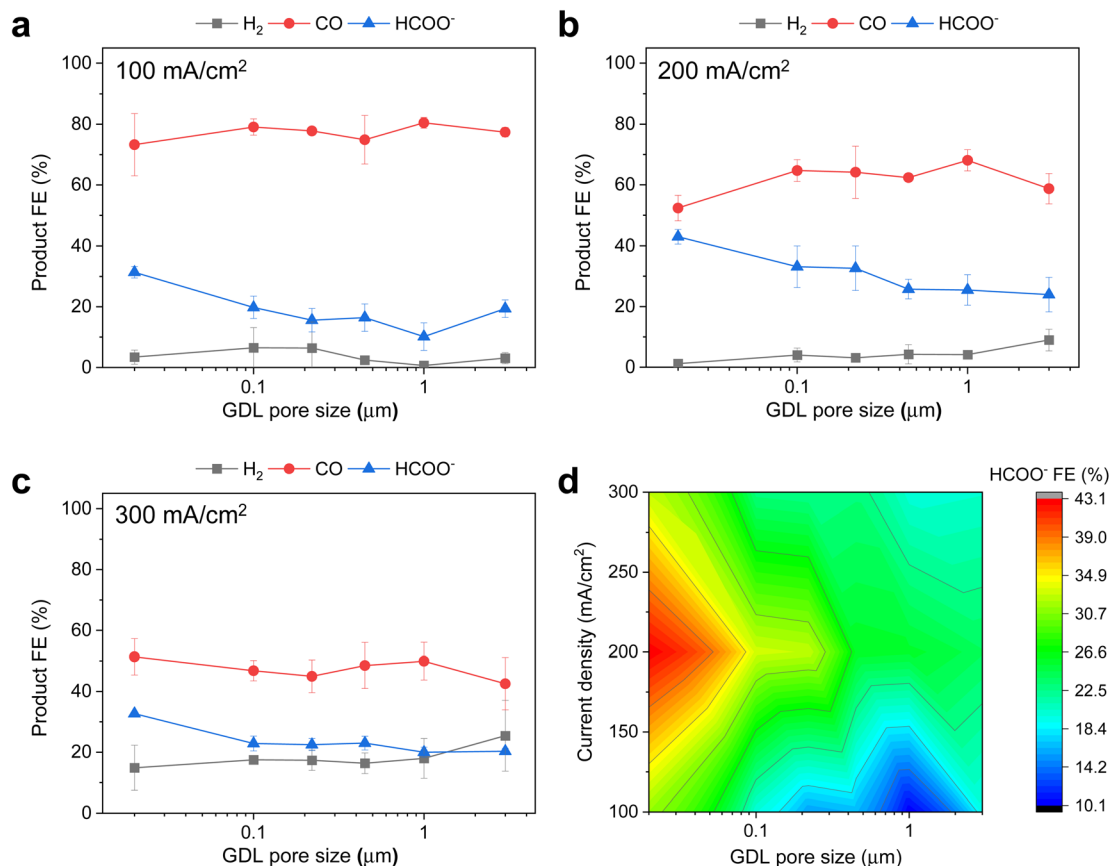 a
H₂ CO HCOO⁻
100 mA/cm²
Product FE (%)
100
80
60
40
20
0
0.1 1
GDL pore size (μm)
b
H₂ CO HCOO⁻
200 mA/cm²
Product FE (%)
100
80
60
40
20
0
0.1 1
GDL pore size (μm)
c
H₂ CO HCOO⁻
300 mA/cm²
Product FE (%)
100
80
60
40
20
0
0.1 1
GDL pore size (μm)
d
HCOO⁻ FE (%)
Current density (mA/cm²)
300
250
200
150
100
0.1 1
GDL pore size (μm)
43.1
39.0
34.9
30.7
26.6
22.5
18.4
14.2
10.1